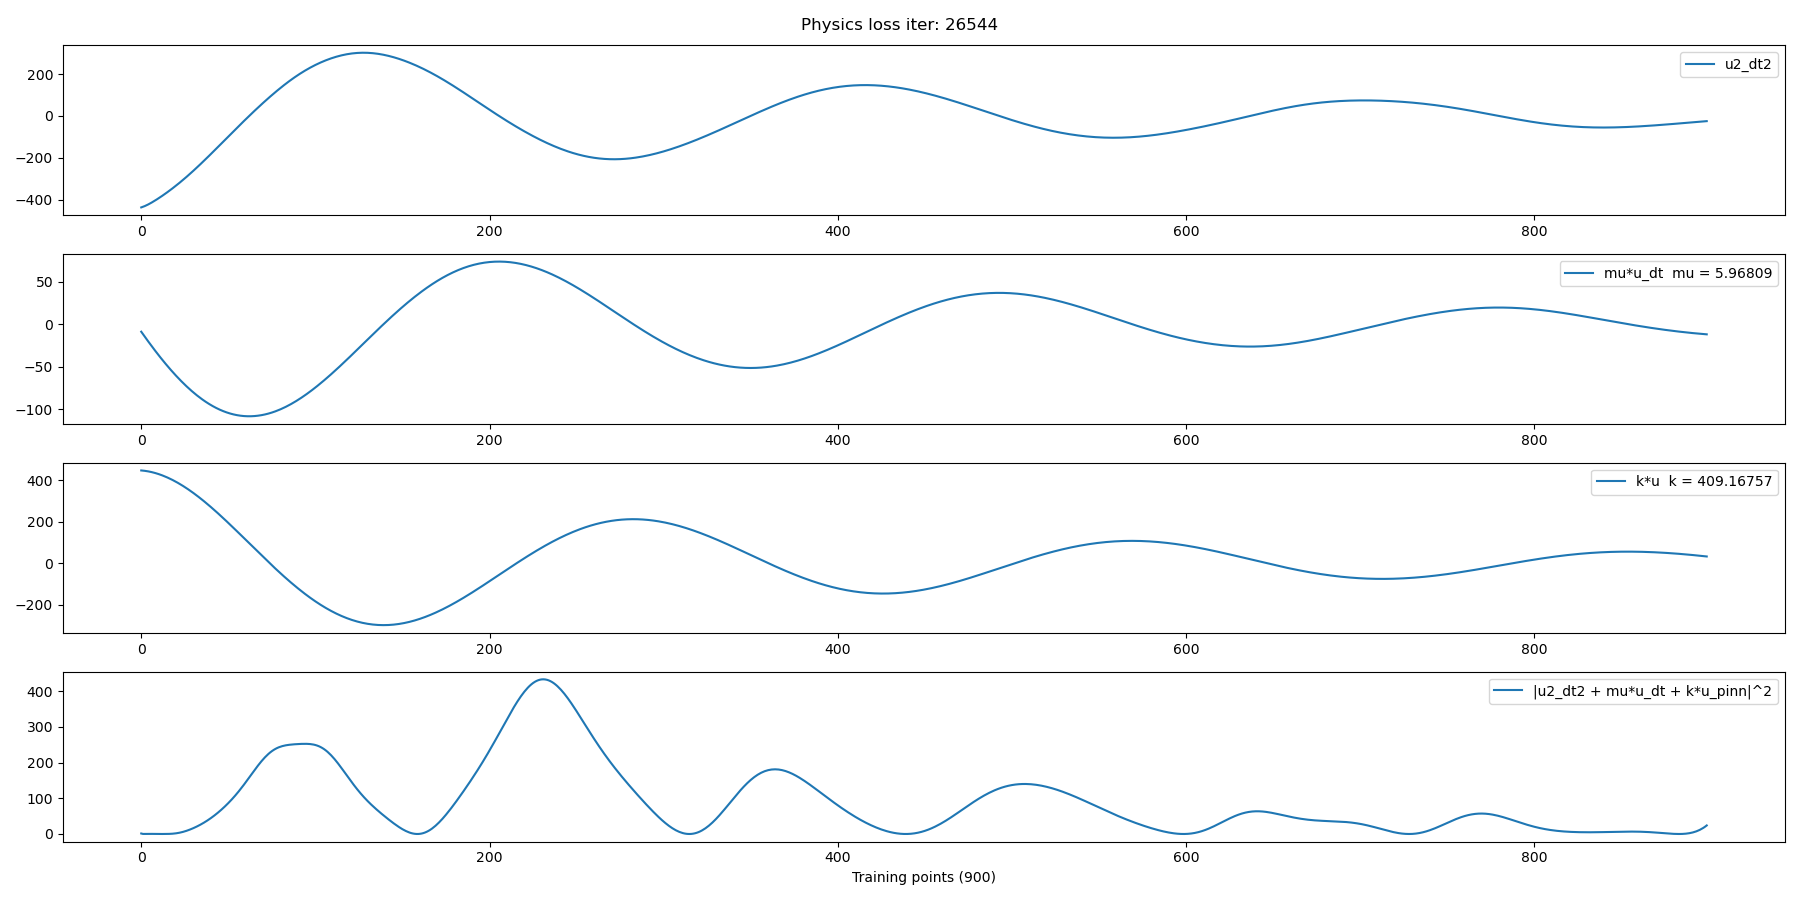 Physics loss iter: 26544
u2_dt2
200
0
−200
−400
0 200 400 600 800
mu*u_dt mu = 5.96809
50
0
−50
−100
0 200 400 600 800
k*u k = 409.16757
400
200
0
−200
0 200 400 600 800
|u2_dt2 + mu*u_dt + k*u_pinn|^2
400
300
200
100
0
0 200 400 600 800
Training points (900)